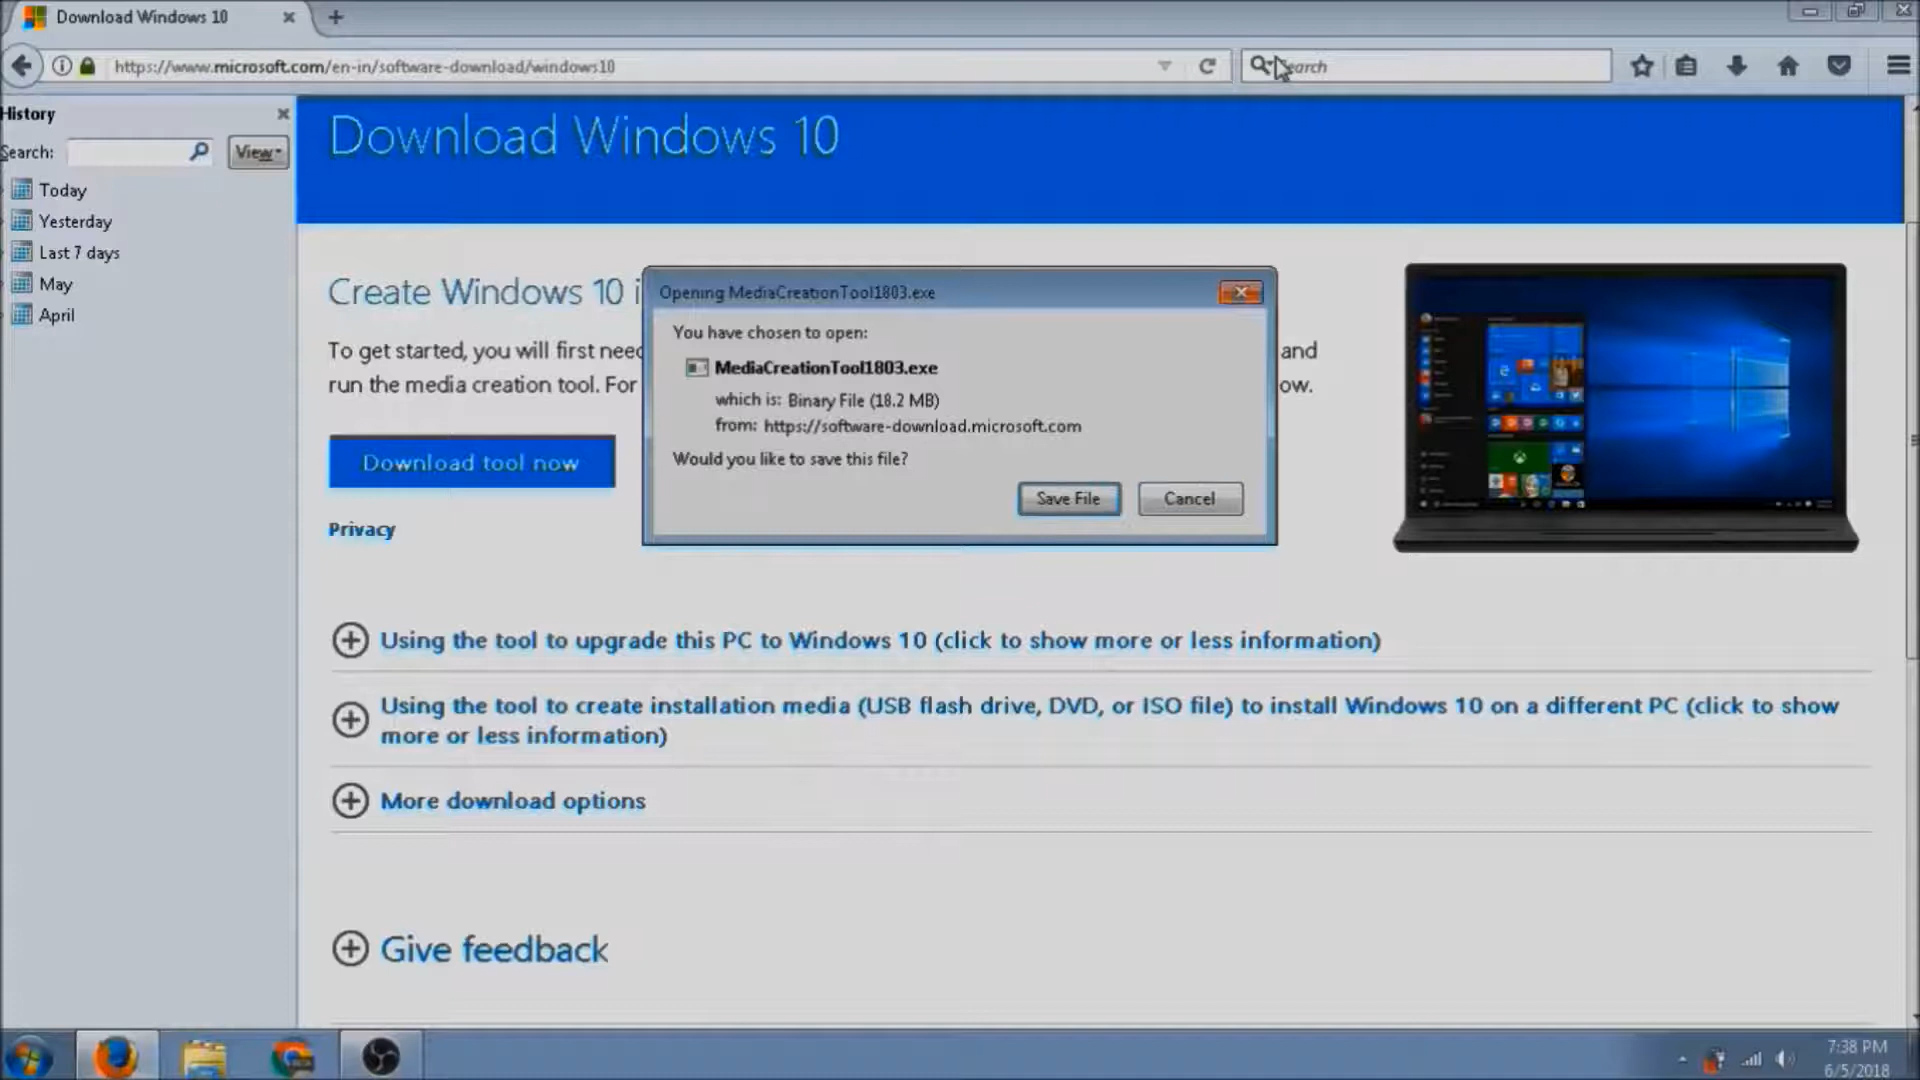 Download Windows 10
https://www.microsoft.com/en-in/software-download/windows10
earch
History
Search:
View
Today
Yesterday
Last 7 days
May
April
Download Windows 10
Create Windows 10 i
To get started, you will first need
and
run the media creation tool. For
ow.
Download tool now
Privacy
Opening MediaCreationTool1803.exe
You have chosen to open:
MediaCreationTool1803.exe
which is: Binary File (18.2 MB)
from: https://software-download.microsoft.com
Would you like to save this file?
Save File
Cancel
Using the tool to upgrade this PC to Windows 10 (click to show more or less information)
Using the tool to create installation media (USB flash drive, DVD, or ISO file) to install Windows 10 on a different PC (click to show
more or less information)
More download options
Give feedback
7:38 PM
6/5/2018